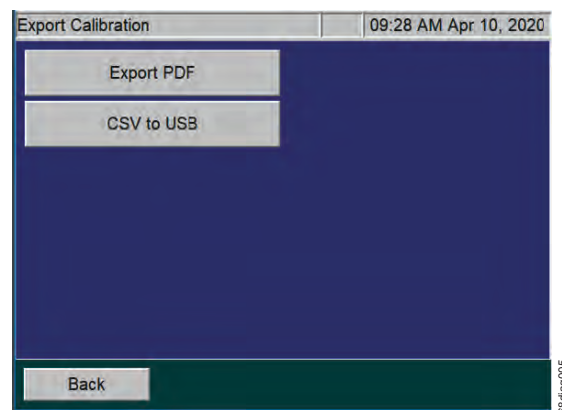 Export Calibration
09:28 AM Apr 10, 2020
Export PDF
CSV to USB
Back